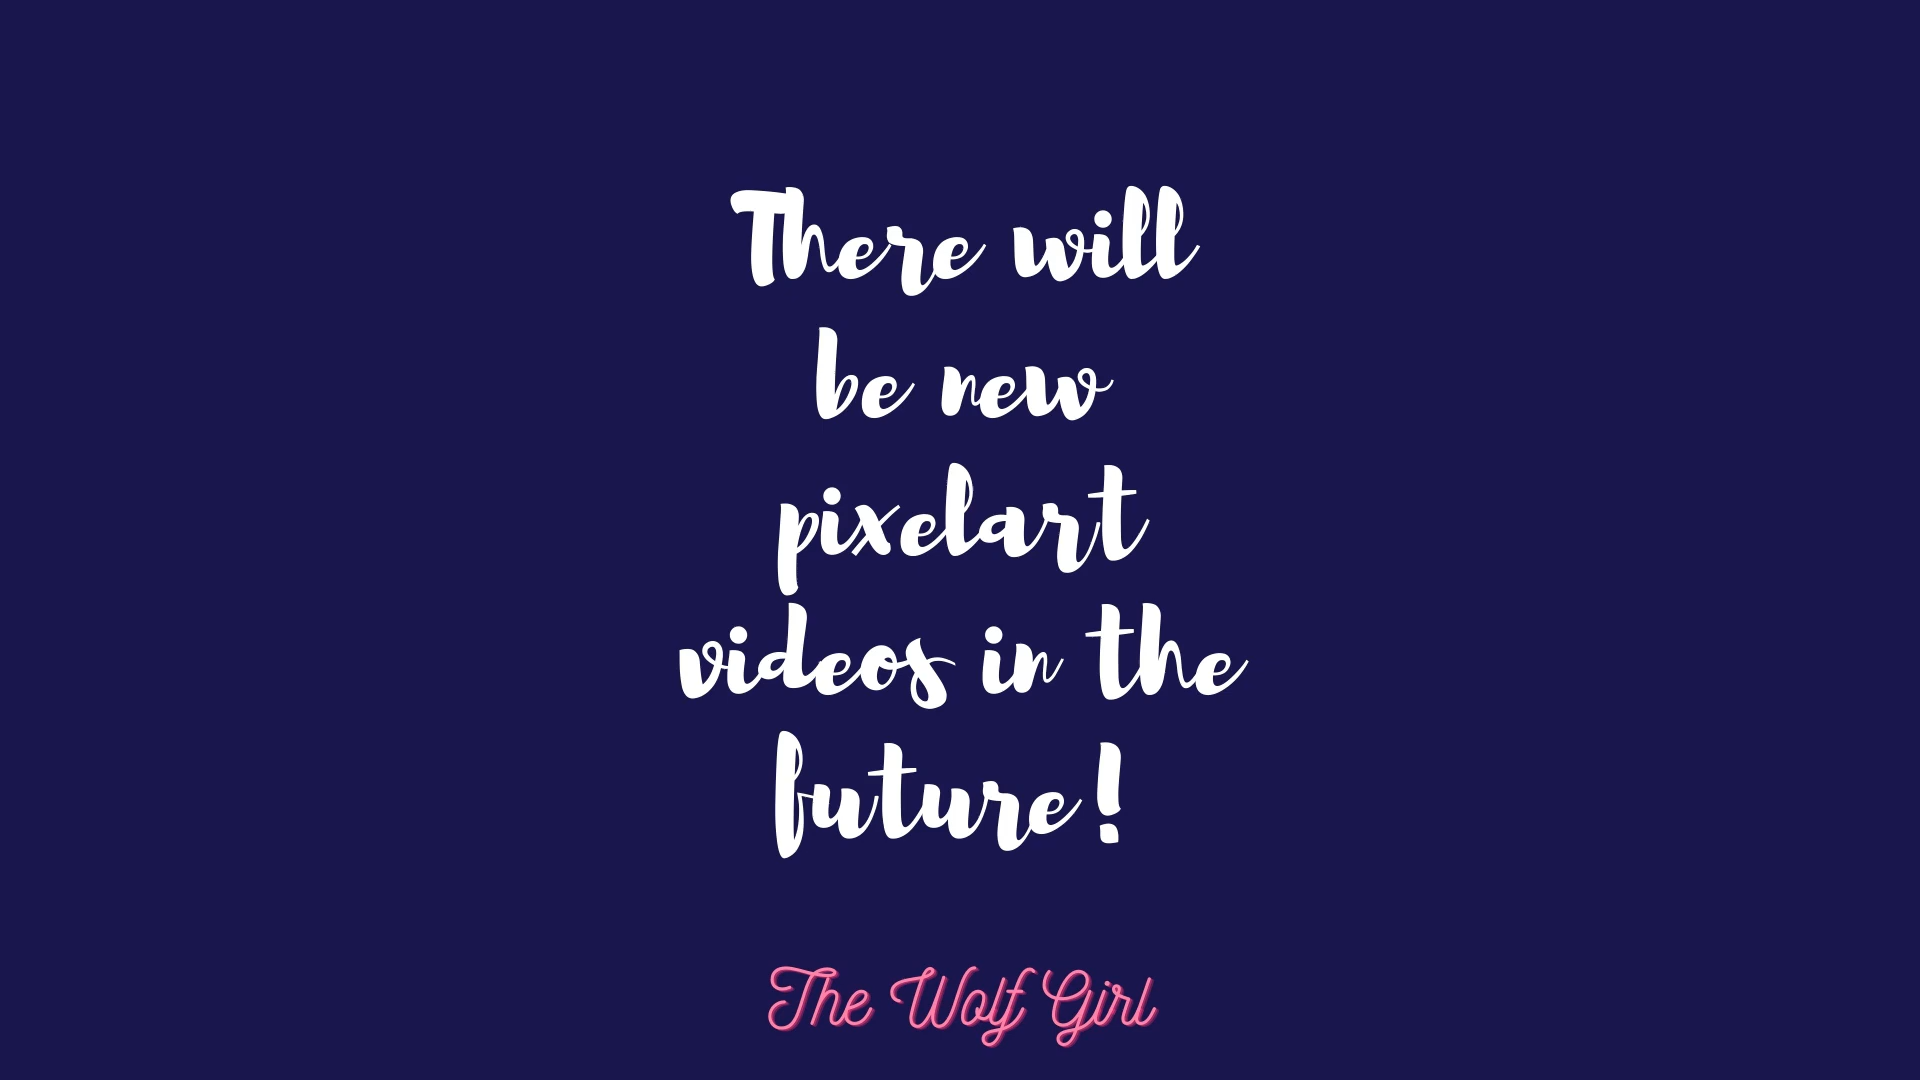 There will
be new
pixelart
videos in the
future!
The Wolf Girl